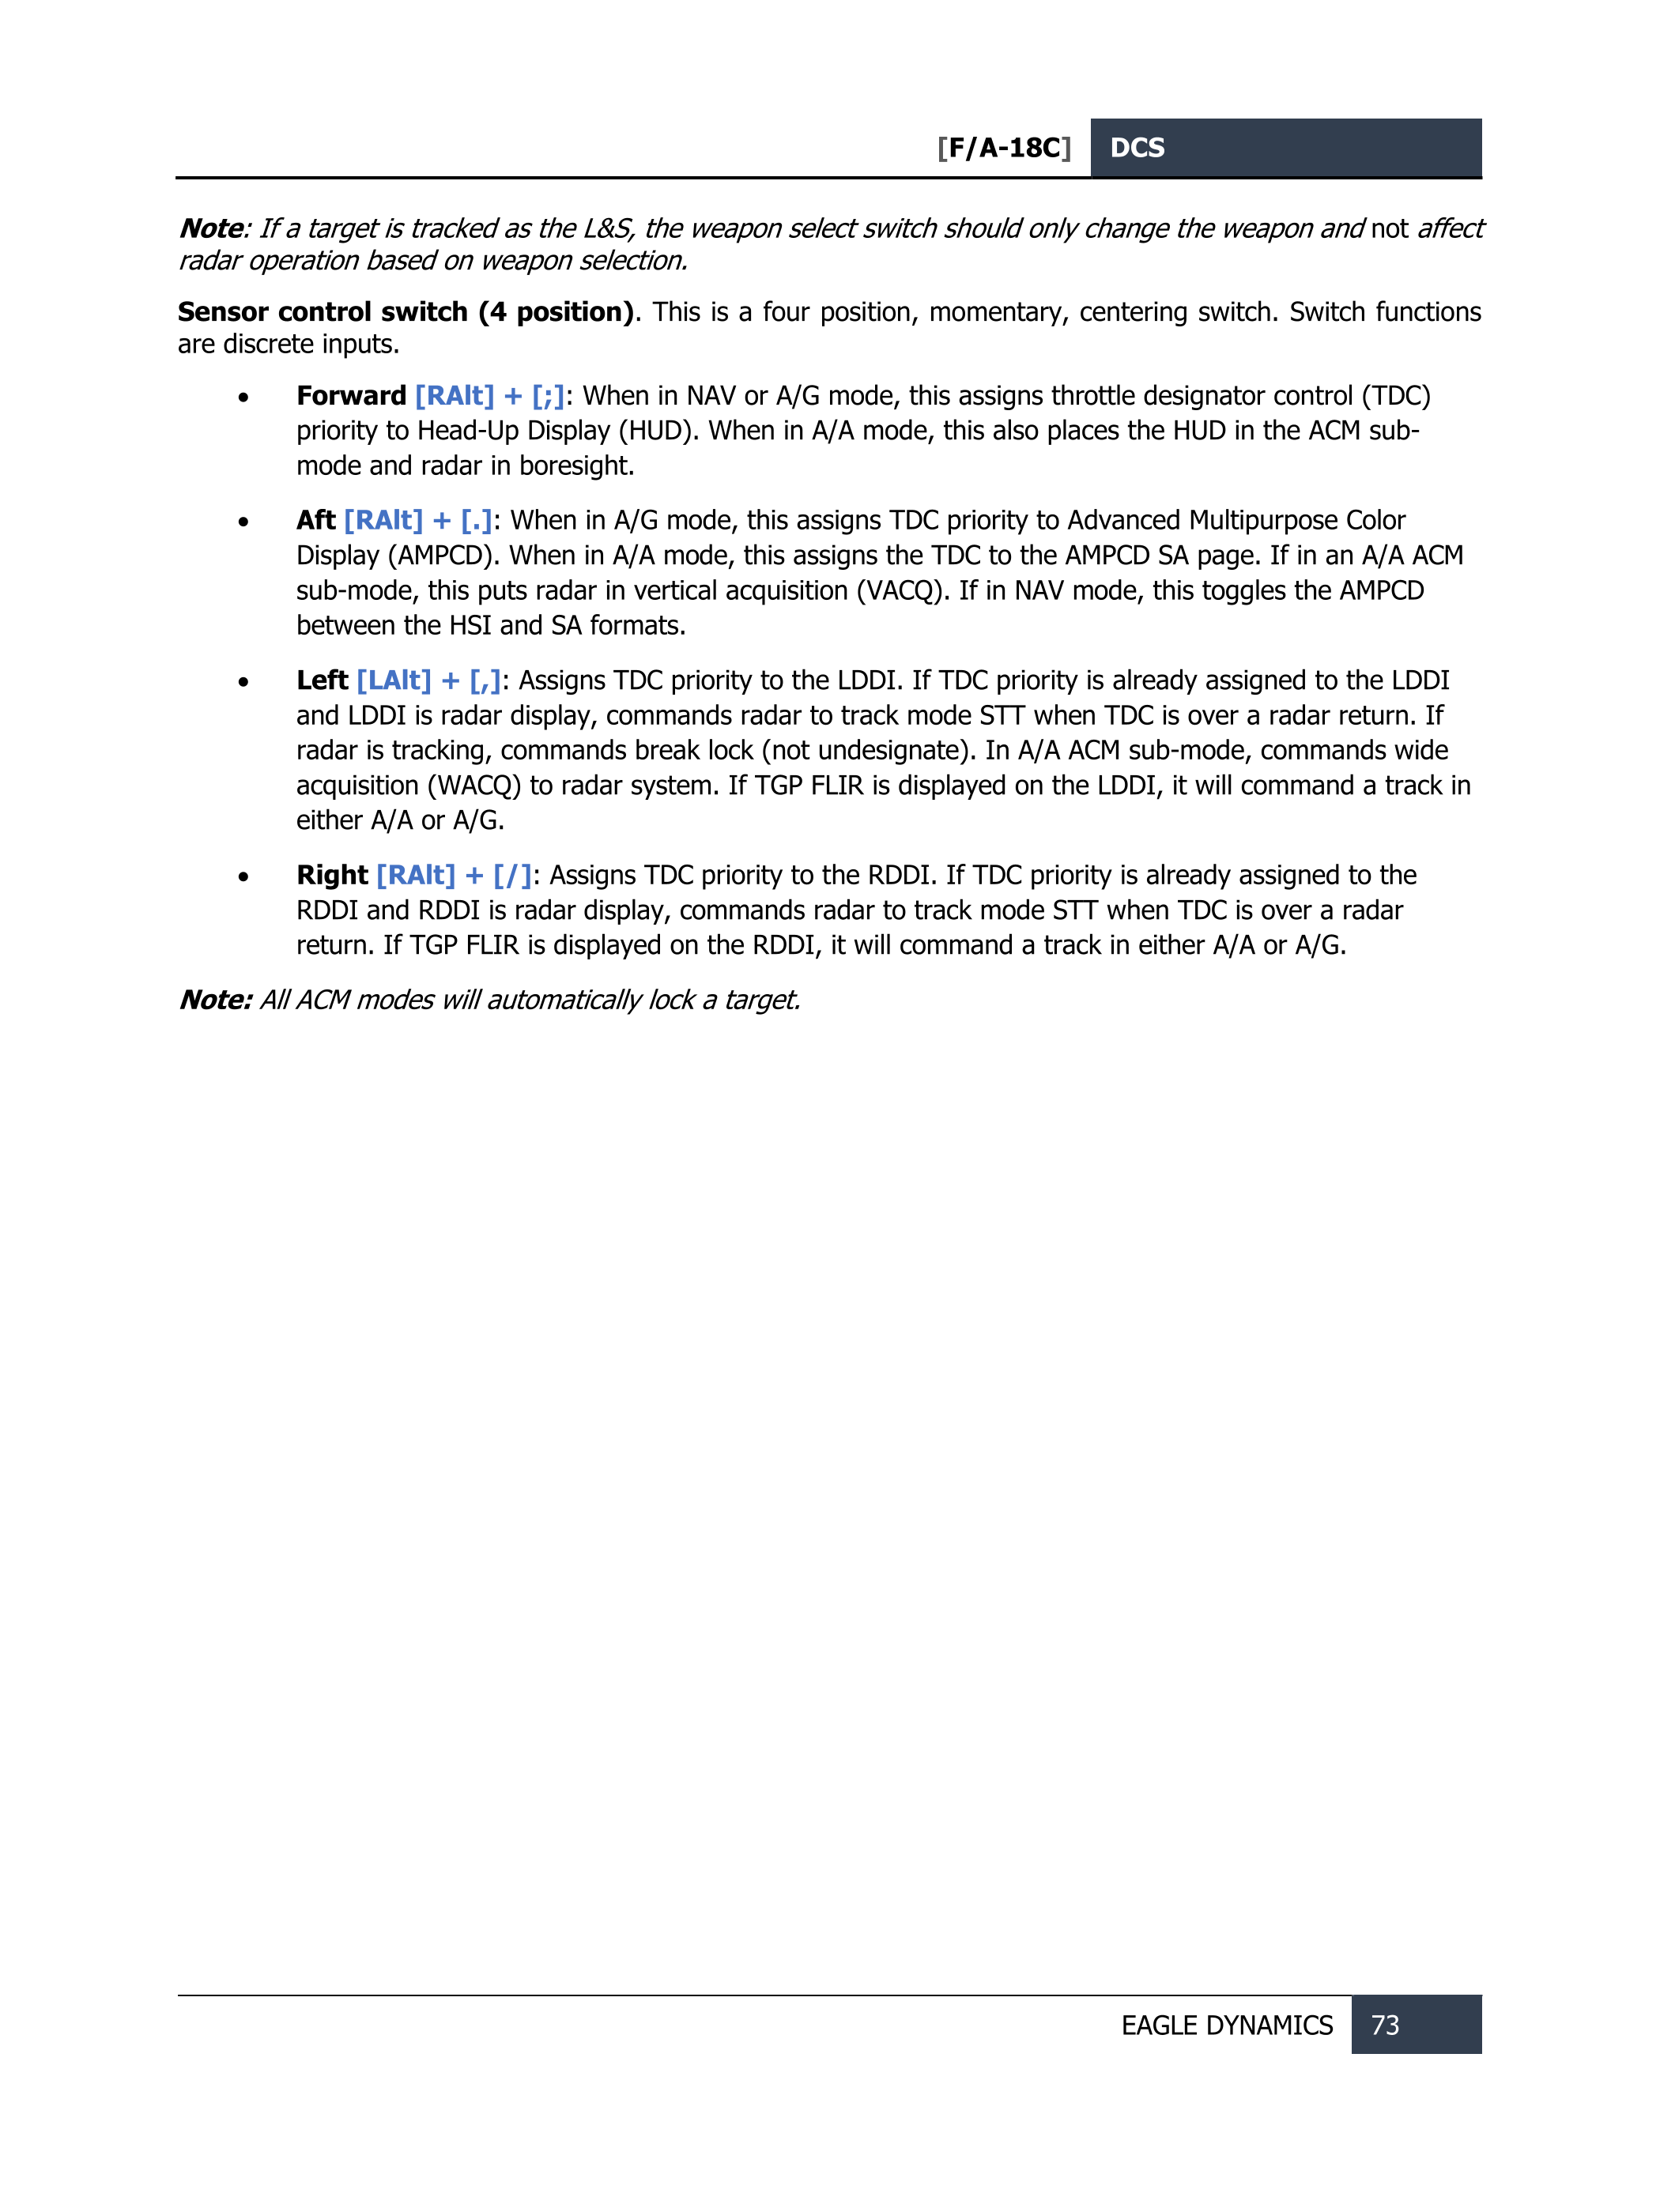 [F/A-18C] DCS
Note: If a target is tracked as the L&S, the weapon select switch should only change the weapon and not affect
radar operation based on weapon selection.
Sensor control switch (4 position). This is a four position, momentary, centering switch. Switch functions
are discrete inputs.
• Forward [RAlt] + [;]: When in NAV or A/G mode, this assigns throttle designator control (TDC)
priority to Head-Up Display (HUD). When in A/A mode, this also places the HUD in the ACM sub-
mode and radar in boresight.
• Aft [RAlt] + [.]: When in A/G mode, this assigns TDC priority to Advanced Multipurpose Color
Display (AMPCD). When in A/A mode, this assigns the TDC to the AMPCD SA page. If in an A/A ACM
sub-mode, this puts radar in vertical acquisition (VACQ). If in NAV mode, this toggles the AMPCD
between the HSI and SA formats.
• Left [LAlt] + [,]: Assigns TDC priority to the LDDI. If TDC priority is already assigned to the LDDI
and LDDI is radar display, commands radar to track mode STT when TDC is over a radar return. If
radar is tracking, commands break lock (not undesignate). In A/A ACM sub-mode, commands wide
acquisition (WACQ) to radar system. If TGP FLIR is displayed on the LDDI, it will command a track in
either A/A or A/G.
• Right [RAlt] + [/]: Assigns TDC priority to the RDDI. If TDC priority is already assigned to the
RDDI and RDDI is radar display, commands radar to track mode STT when TDC is over a radar
return. If TGP FLIR is displayed on the RDDI, it will command a track in either A/A or A/G.
Note: All ACM modes will automatically lock a target.
EAGLE DYNAMICS 73